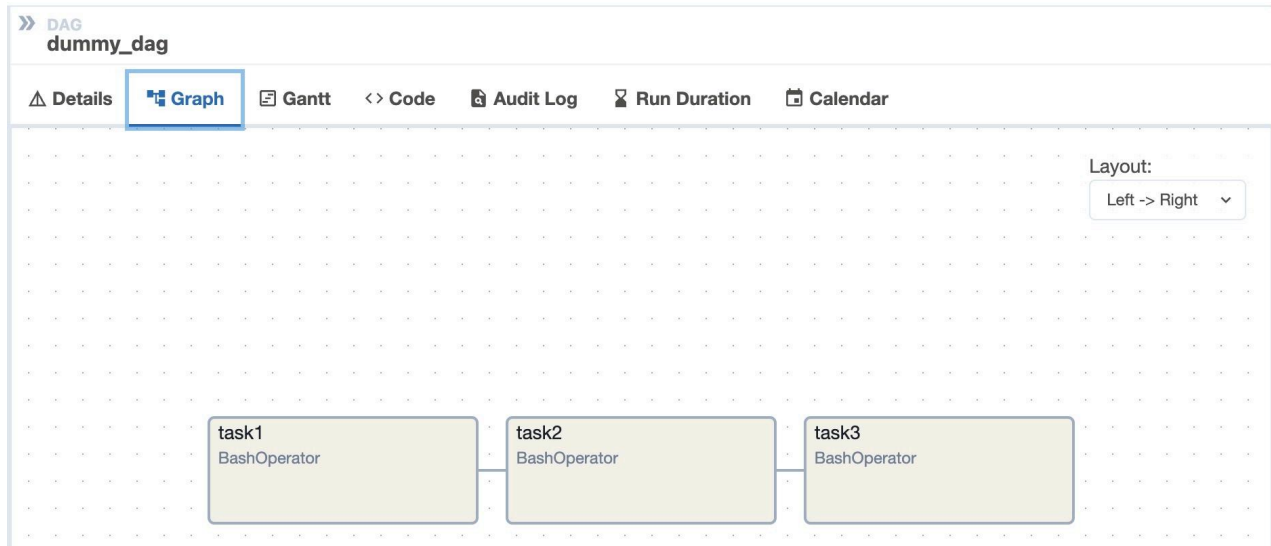 DAG
dummy_dag
Details Graph Gantt <> Code Audit Log Run Duration Calendar
Layout:
Left -> Right
task1 task2 task3
BashOperator BashOperator BashOperator